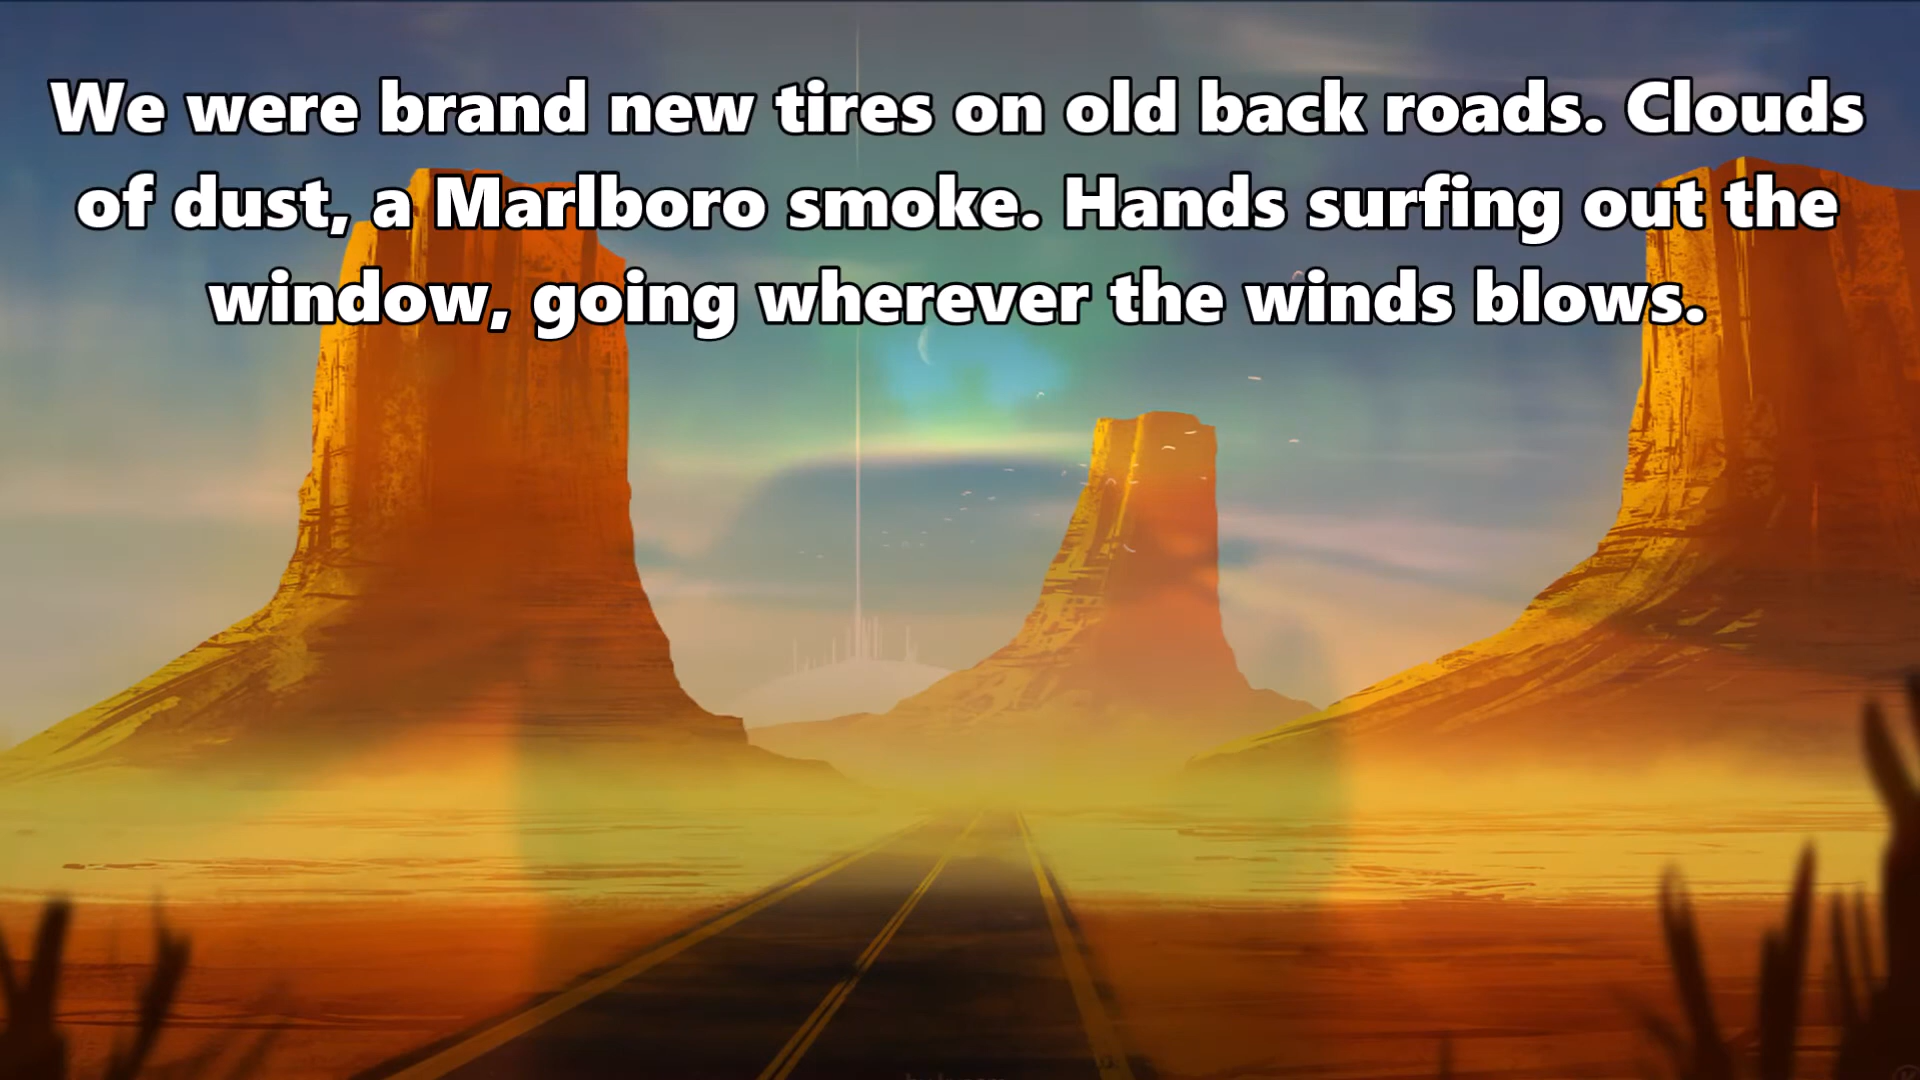 We were brand new tires on old back roads. Clouds
of dust, a Marlboro smoke. Hands surfing out the
window, going wherever the winds blows.